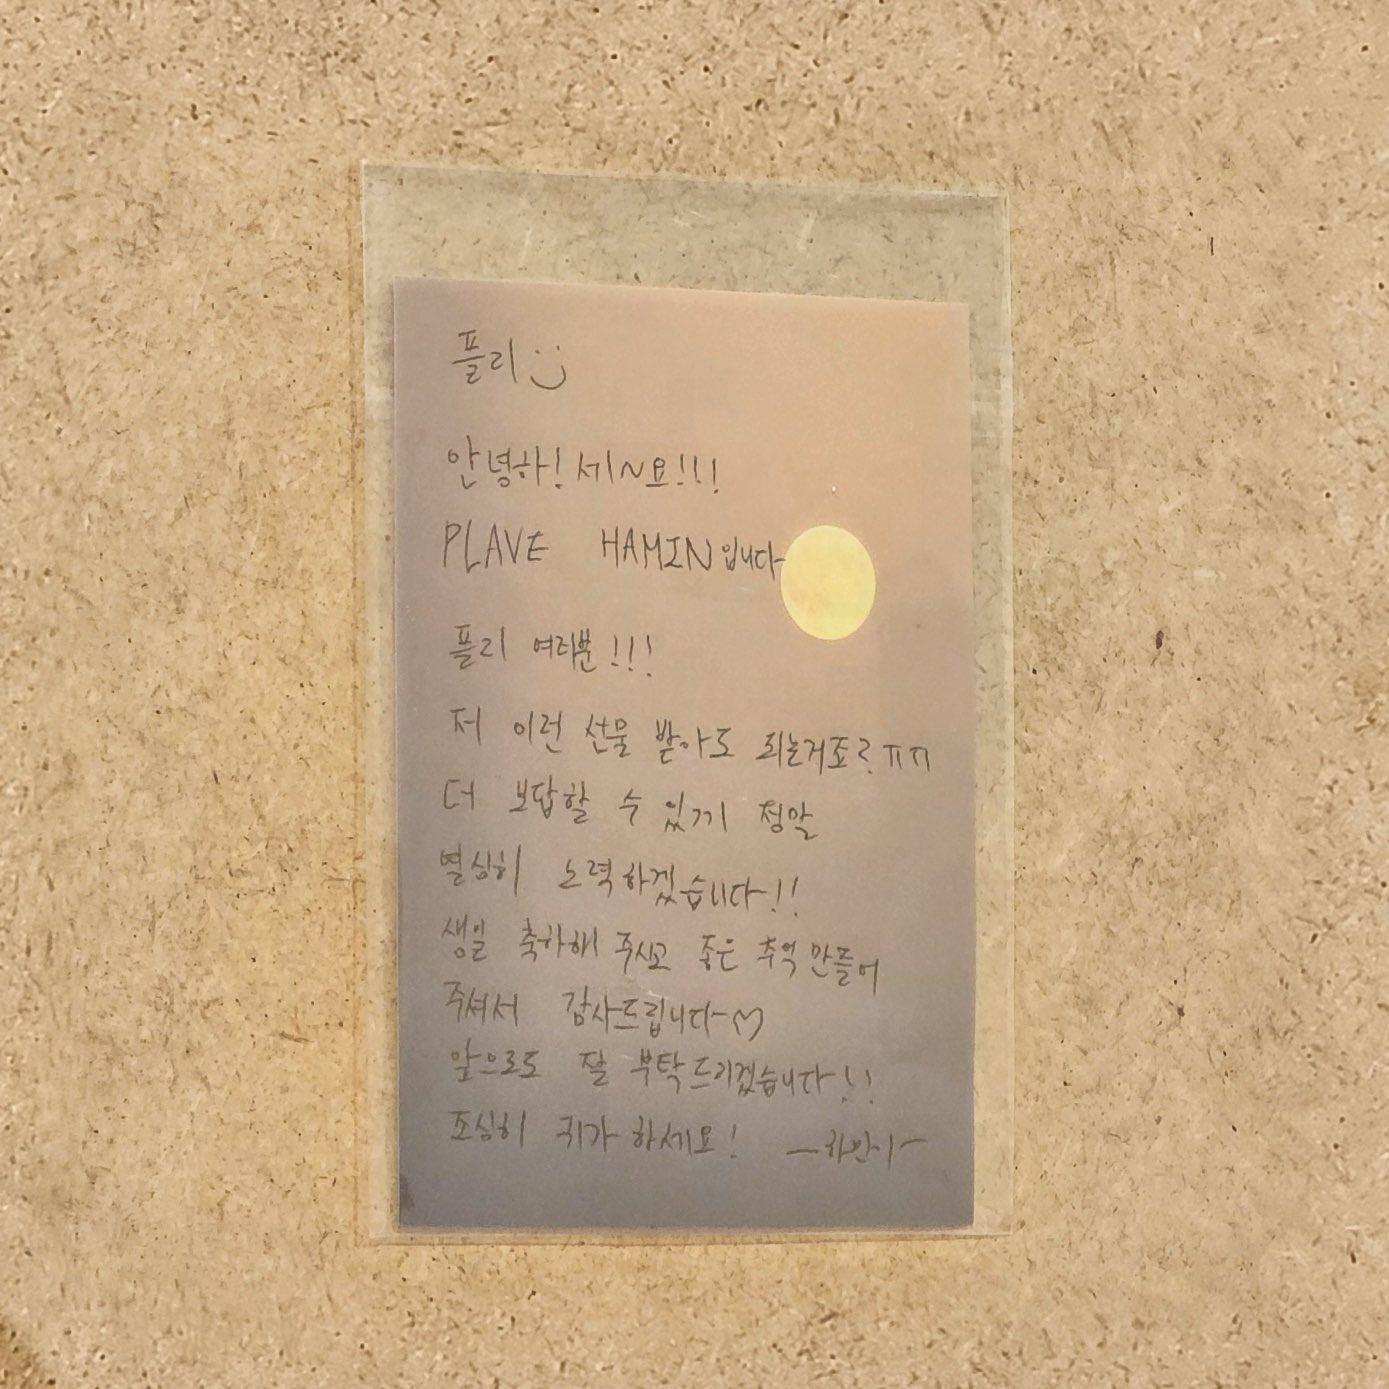 플리 :)
안녕하!세~요!!!
PLAVE HAMIN입니다
플리 여러분!!!
저 이런 선물 받아도 되는거죠?ㅠㅠ
더 보답할 수 있게 정말
열심히 노력하겠습니다!!
생일 축하해 주시고 좋은 추억 만들어
주셔서 감사드립니다♡
앞으로도 잘 부탁드리겠습니다!!
조심히 귀가 하세요! -하민이-